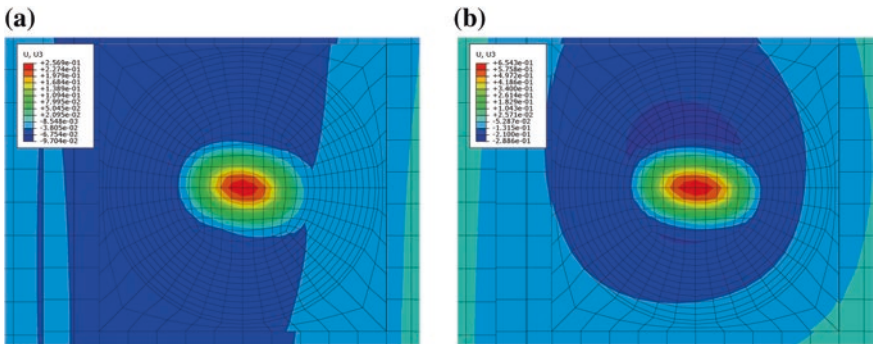 (a)
(b)
U, U3
+2.569e-01
+2.274e-01
+1.979e-01
+1.684e-01
+1.389e-01
+1.094e-01
+7.995e-02
+5.045e-02
+2.095e-02
-8.548e-03
-3.805e-02
-6.754e-02
-9.704e-02
U, U3
+6.543e-01
+5.758e-01
+4.972e-01
+4.186e-01
+3.400e-01
+2.614e-01
+1.829e-01
+1.043e-01
+2.571e-02
-5.287e-02
-1.315e-01
-2.100e-01
-2.886e-01